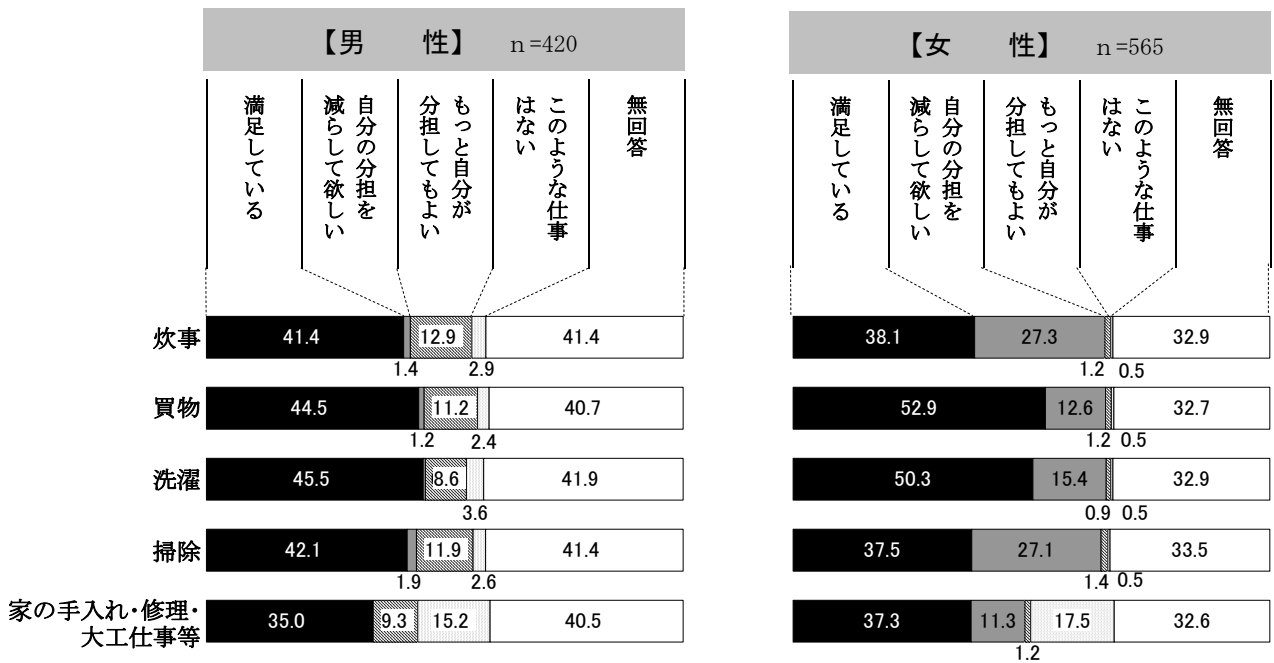 【男 性】 n=420
満足している
自分の分担を
減らして欲しい
もっと自分が
分担してもよい
このような仕事
はない
無回答
炊事
41.4
12.9
41.4
1.4
2.9
買物
44.5
11.2
40.7
1.2
2.4
洗濯
45.5
8.6
41.9
3.6
掃除
42.1
11.9
41.4
1.9
2.6
家の手入れ・修理・
大工仕事等
35.0
9.3
15.2
40.5
【女 性】 n=565
満足している
自分の分担を
減らして欲しい
もっと自分が
分担してもよい
このような仕事
はない
無回答
38.1
27.3
32.9
1.2
0.5
52.9
12.6
32.7
1.2
0.5
50.3
15.4
32.9
0.9
0.5
37.5
27.1
33.5
1.4
0.5
37.3
11.3
17.5
32.6
1.2